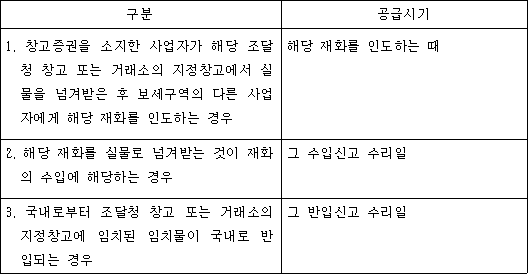 구분
공급시기
1. 창고증권을 소지한 사업자가 해당 조달
청 창고 또는 거래소의 지정창고에서 실
물을 넘겨받은 후 보세구역의 다른 사업
자에게 해당 재화를 인도하는 경우
해당 재화를 인도하는 때
2. 해당 재화를 실물로 넘겨받는 것이 재화
의 수입에 해당하는 경우
그 수입신고 수리일
3. 국내로부터 조달청 창고 또는 거래소의
지정창고에 임치된 임치물이 국내로 반
입되는 경우
그 반입신고 수리일